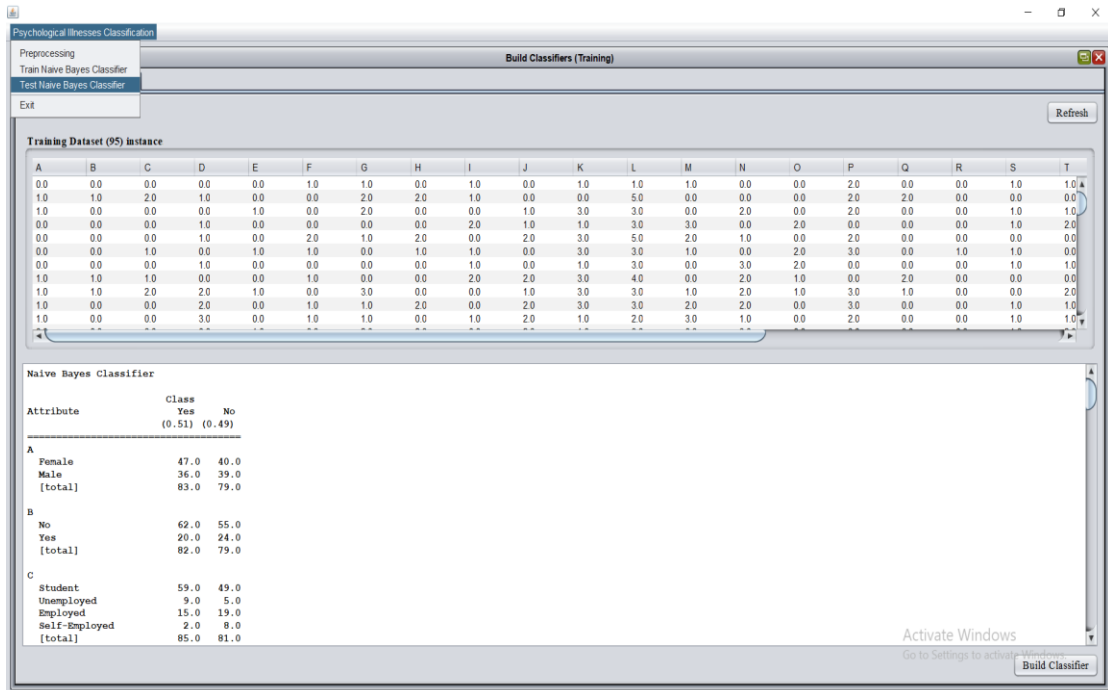 Psychological Illnesses Classification
Preprocessing
Train Naive Bayes Classifier
Test Naive Bayes Classifier
Exit
Build Classifiers (Training)
Refresh
Training Dataset (95) instance
A B C D E F G H I J K L M N O P Q R S T
0.0 0.0 0.0 0.0 0.0 1.0 1.0 0.0 1.0 0.0 1.0 1.0 1.0 0.0 0.0 2.0 0.0 0.0 1.0 1.0
1.0 1.0 2.0 1.0 0.0 0.0 2.0 2.0 1.0 0.0 0.0 5.0 0.0 0.0 0.0 2.0 2.0 0.0 0.0 0.0
1.0 0.0 0.0 0.0 1.0 0.0 2.0 0.0 0.0 1.0 3.0 3.0 0.0 2.0 0.0 2.0 0.0 0.0 1.0 1.0
0.0 0.0 0.0 1.0 0.0 0.0 0.0 0.0 2.0 1.0 1.0 3.0 3.0 0.0 2.0 0.0 0.0 0.0 1.0 2.0
0.0 0.0 0.0 1.0 0.0 2.0 1.0 2.0 0.0 2.0 3.0 5.0 2.0 1.0 0.0 2.0 0.0 0.0 0.0 0.0
0.0 0.0 1.0 0.0 1.0 1.0 0.0 1.0 1.0 0.0 3.0 3.0 1.0 0.0 2.0 3.0 0.0 1.0 1.0 0.0
0.0 0.0 0.0 1.0 0.0 0.0 0.0 0.0 1.0 0.0 1.0 3.0 0.0 3.0 2.0 0.0 0.0 0.0 1.0 1.0
1.0 1.0 1.0 0.0 0.0 1.0 0.0 0.0 2.0 2.0 3.0 4.0 0.0 2.0 1.0 0.0 2.0 0.0 0.0 0.0
1.0 1.0 2.0 2.0 1.0 0.0 3.0 0.0 0.0 1.0 3.0 3.0 1.0 2.0 1.0 3.0 1.0 0.0 0.0 2.0
1.0 0.0 0.0 2.0 0.0 1.0 1.0 2.0 0.0 2.0 3.0 3.0 2.0 2.0 0.0 3.0 0.0 0.0 1.0 1.0
1.0 0.0 0.0 3.0 0.0 1.0 1.0 0.0 1.0 2.0 1.0 2.0 3.0 1.0 0.0 2.0 0.0 0.0 1.0 1.0
Naive Bayes Classifier
Class
Attribute Yes No
(0.51) (0.49)
=====================================
A
Female 47.0 40.0
Male 36.0 39.0
[total] 83.0 79.0
B
No 62.0 55.0
Yes 20.0 24.0
[total] 82.0 79.0
C
Student 59.0 49.0
Unemployed 9.0 5.0
Employed 15.0 19.0
Self-Employed 2.0 8.0
[total] 85.0 81.0
Activate Windows
Go to Settings to activate Windows.
Build Classifier